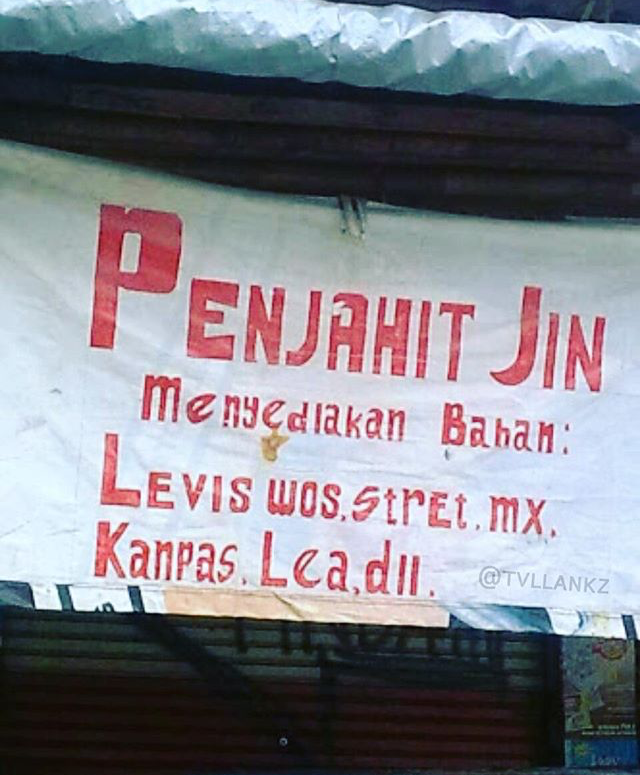 PENJAHIT JIN
Menyediakan Bahan:
LEVIS WOS, StrEt. MX,
Kanpas. Lea, dll.
@TVLLANKZ